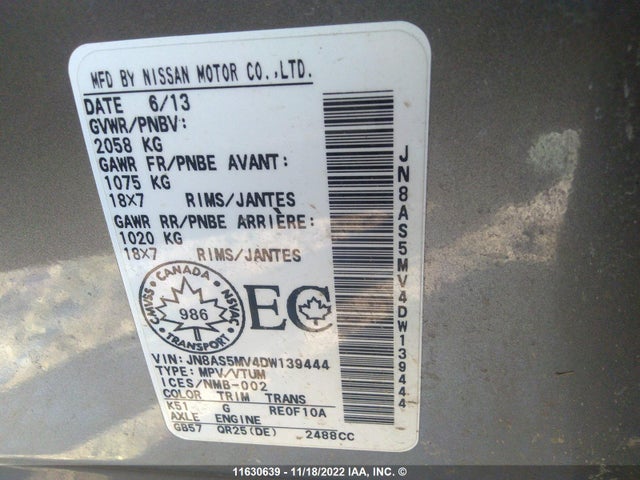 MFD BY NISSAN MOTOR CO.,LTD.
DATE 6/13
GVWR/PNBV:
2058 KG
GAWR FR/PNBE AVANT:
1075 KG
18X7 RIMS/JANTES
GAWR RR/PNBE ARRIÈRE:
1020 KG
18X7 RIMS/JANTES
CANADA
CMVSS NSVAC
986
TRANSPORT
EC
VIN: JN8AS5MV4DW139444
TYPE: MPV/VTUM
ICES/NMB-002
COLOR TRIM TRANS
K51 G RE0F10A
AXLE ENGINE
GB57 QR25(DE) 2488CC
JN8AS5MV4DW139444
11630639 - 11/18/2022 IAA, INC. ©